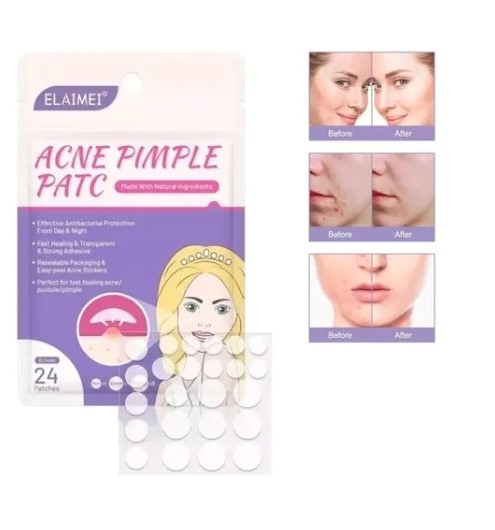 ELAIMEI®
ACNE PIMPLE
PATC
Made With Natural Ingredients
• Effective Antibacterial Protection
From Day & Night
• Fast Healing & Transparent
& Strong Adhesive
• Resealable Packaging &
Easy-peel Acne Stickers
• Perfect for fast healing acne/
pustule/pimple
24
Patches
Before
After
Before
After
Before
After